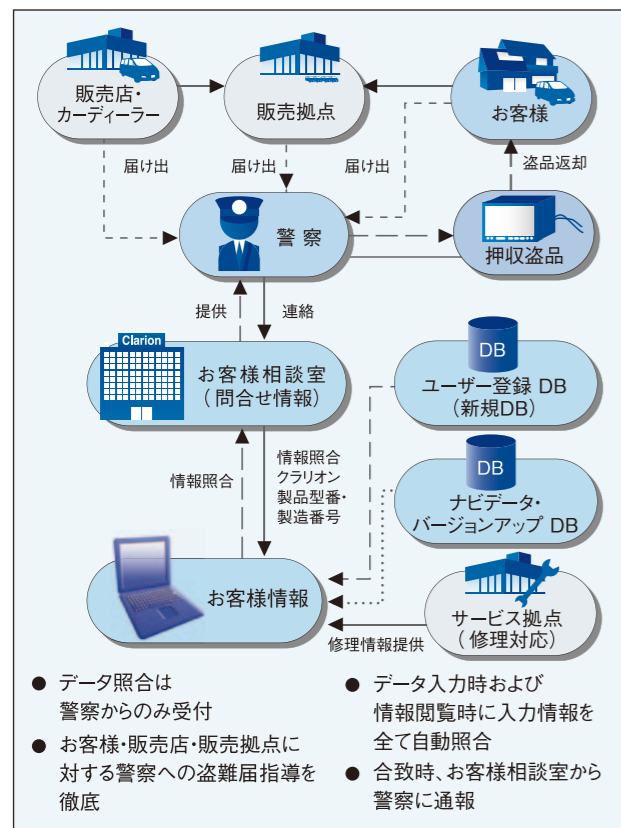 販売店・
カーディーラー
販売拠点
お客様
届け出
届け出
届け出
盗品返却
警察
押収盗品
提供
連絡
Clarion
お客様相談室
(問合せ情報)
DB
ユーザー登録 DB
(新規DB)
情報照合
情報照合
クラリオン
製品型番・
製造番号
DB
ナビデータ・
バージョンアップ DB
お客様情報
サービス拠点
(修理対応)
修理情報提供
● データ照合は
警察からのみ受付
● お客様・販売店・販売拠点に
対する警察への盗難届指導を
徹底
● データ入力時および
情報閲覧時に入力情報を
全て自動照合
● 合致時、お客様相談室から
警察に通報